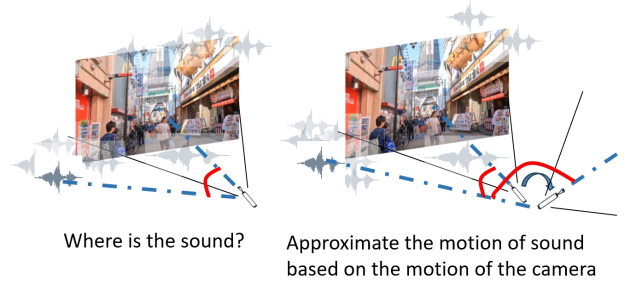 Where is the sound?
Approximate the motion of sound
based on the motion of the camera